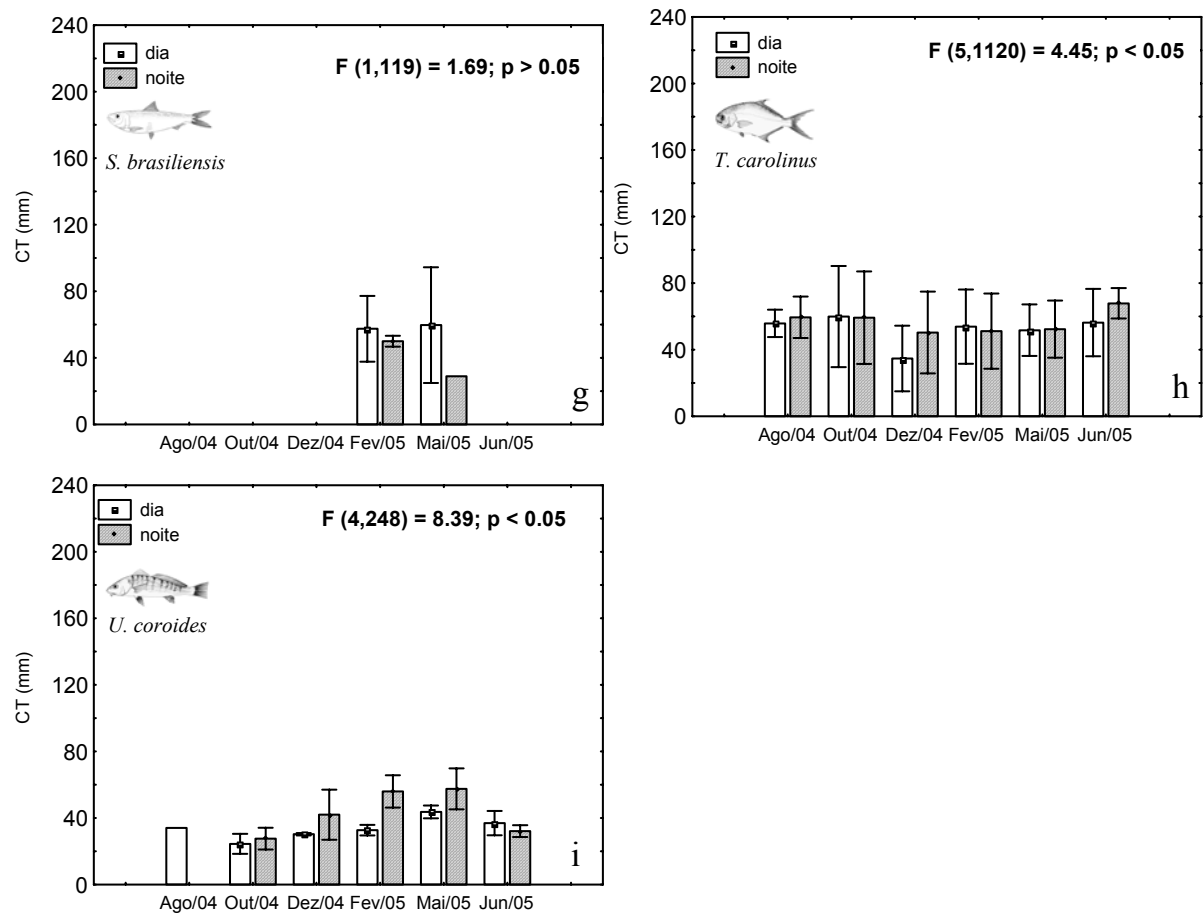 240
200
160
120
80
40
0
CT (mm)
dia
noite
F (1,119) = 1.69; p > 0.05
S. brasiliensis
g
Ago/04 Out/04 Dez/04 Fev/05 Mai/05 Jun/05
240
200
160
120
80
40
0
CT (mm)
dia
noite
F (5,1120) = 4.45; p < 0.05
T. carolinus
h
Ago/04 Out/04 Dez/04 Fev/05 Mai/05 Jun/05
240
200
160
120
80
40
0
CT (mm)
dia
noite
F (4,248) = 8.39; p < 0.05
U. coroides
i
Ago/04 Out/04 Dez/04 Fev/05 Mai/05 Jun/05